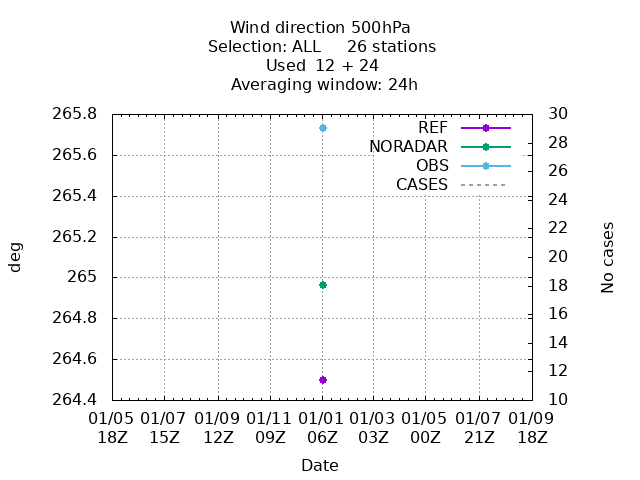 Wind direction 500hPa
Selection: ALL     26 stations
Used  12 + 24
Averaging window: 24h
265.8
265.6
265.4
265.2
265
264.8
264.6
264.4
deg
30
28
26
24
22
20
18
16
14
12
10
No cases
REF
NORADAR
OBS
CASES
01/05 01/07 01/09 01/11 01/01 01/03 01/05 01/07 01/09
18Z 15Z 12Z 09Z 06Z 03Z 00Z 21Z 18Z
Date